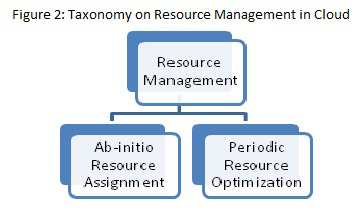 Figure 2: Taxonomy on Resource Management in Cloud
Resource
Management
Ab-initio
Resource
Assignment
Periodic
Resource
Optimization